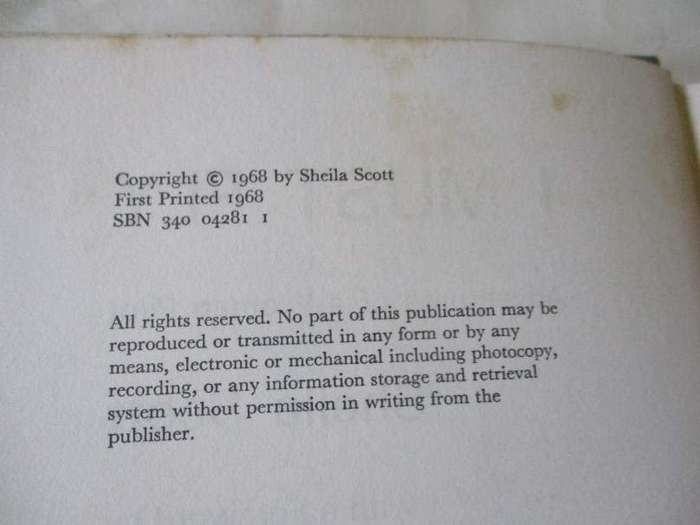 Copyright © 1968 by Sheila Scott
First Printed 1968
SBN 340 04281 1
All rights reserved. No part of this publication may be
reproduced or transmitted in any form or by any
means, electronic or mechanical including photocopy,
recording, or any information storage and retrieval
system without permission in writing from the
publisher.